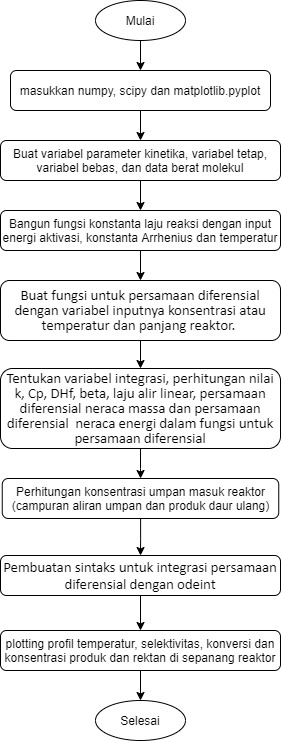 Mulai
masukkan numpy, scipy dan matplotlib.pyplot
Buat variabel parameter kinetika, variabel tetap,
variabel bebas, dan data berat molekul
Bangun fungsi konstanta laju reaksi dengan input
energi aktivasi, konstanta Arrhenius dan temperatur
Buat fungsi untuk persamaan diferensial
dengan variabel inputnya konsentrasi atau
temperatur dan panjang reaktor.
Tentukan variabel integrasi, perhitungan nilai
k, Cp, DHf, beta, laju alir linear, persamaan
diferensial neraca massa dan persamaan
diferensial neraca energi dalam fungsi untuk
persamaan diferensial
Perhitungan konsentrasi umpan masuk reaktor
(campuran aliran umpan dan produk daur ulang)
Pembuatan sintaks untuk integrasi persamaan
diferensial dengan odeint
plotting profil temperatur, selektivitas, konversi dan
konsentrasi produk dan rektan di sepanang reaktor
Selesai